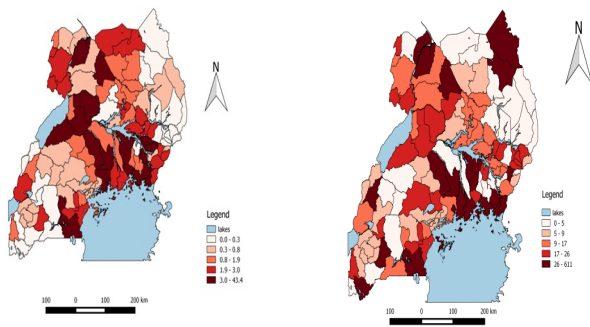 N
Legend
lakes
0.0 - 0.3
0.3 - 0.8
0.8 - 1.9
1.9 - 3.0
3.0 - 43.4
100 0 100 200 km
N
Legend
lakes
0 - 5
5 - 9
9 - 17
17 - 26
26 - 611
100 0 100 200 km